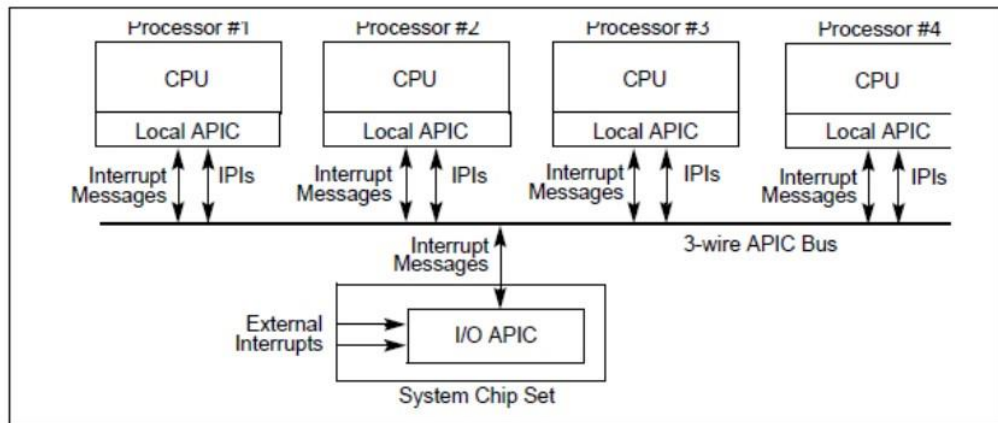 Processor #1 Processor #2 Processor #3 Processor #4
CPU CPU CPU CPU
Local APIC Local APIC Local APIC Local APIC
Interrupt Messages IPIs Interrupt Messages IPIs Interrupt Messages IPIs Interrupt Messages IPIs
3-wire APIC Bus
Interrupt
Messages
External
Interrupts
I/O APIC
System Chip Set